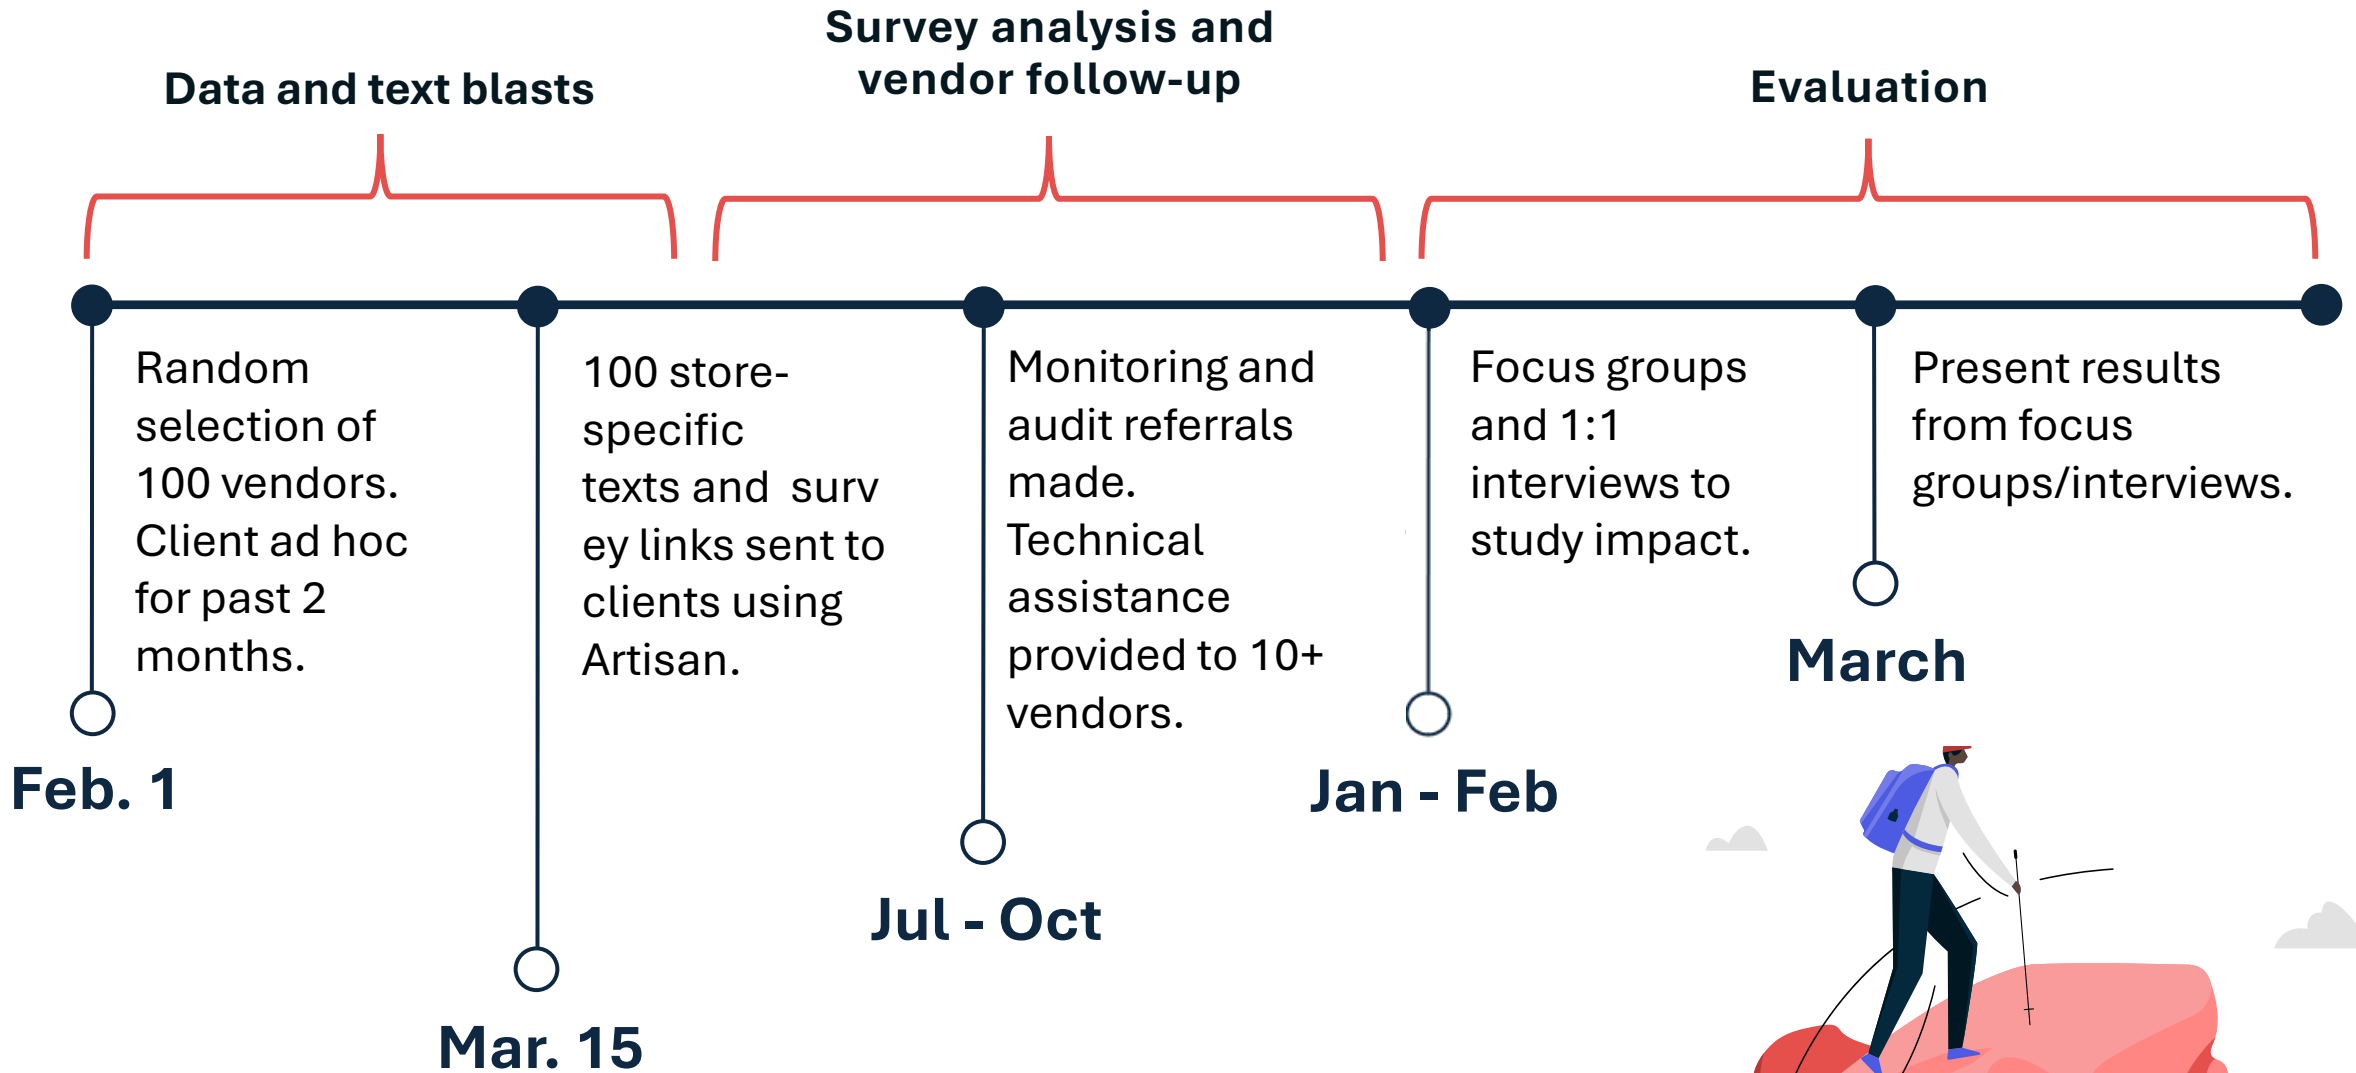 Data and text blasts
Survey analysis and
vendor follow-up
Evaluation
Random
selection of
100 vendors.
Client ad hoc
for past 2
months.
Feb. 1
100 store-
specific
texts and  surv
ey links sent to
clients using
Artisan.
Mar. 15
Monitoring and
audit referrals
made.
Technical
assistance
provided to 10+
vendors.
Jul - Oct
Focus groups
and 1:1
interviews to
study impact.
Jan - Feb
Present results
from focus
groups/interviews.
March